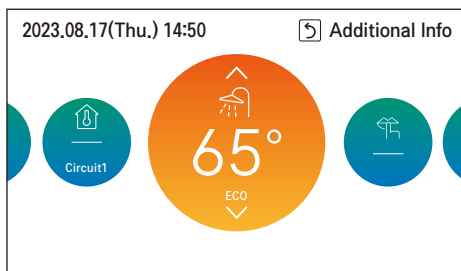 2023.08.17(Thu.) 14:50
Additional Info
Circuit1
65°
ECO